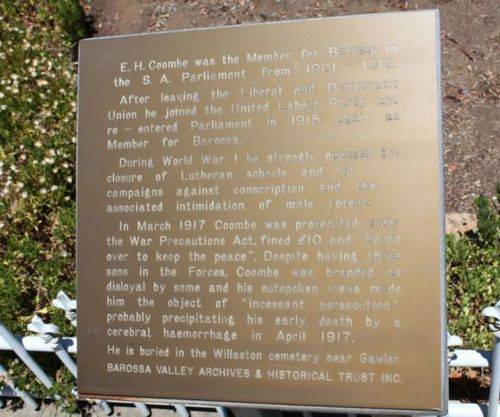 E. H. Coombe was the Member for Barossa in
the S. A. Parliament from 1901 - 1912.
After leaving the Liberal and Democratic
Union he joined the United Labour Party and
re - entered Parliament in 1915, again as
Member for Barossa.
During World War I he strongly opposed the
closure of Lutheran schools and led
campaigns against conscription and the
associated intimidation of male voters.
In March 1917 Coombe was prosecuted under
the War Precautions Act, fined £10 and "bound
over to keep the peace". Despite having three
sons in the Forces, Coombe was branded as
disloyal by some and his outspoken views made
him the object of "incessant persecution",
probably precipitating his early death by a
cerebral haemorrhage in April 1917.
He is buried in the Willaston cemetery near Gawler.
BAROSSA VALLEY ARCHIVES & HISTORICAL TRUST INC.